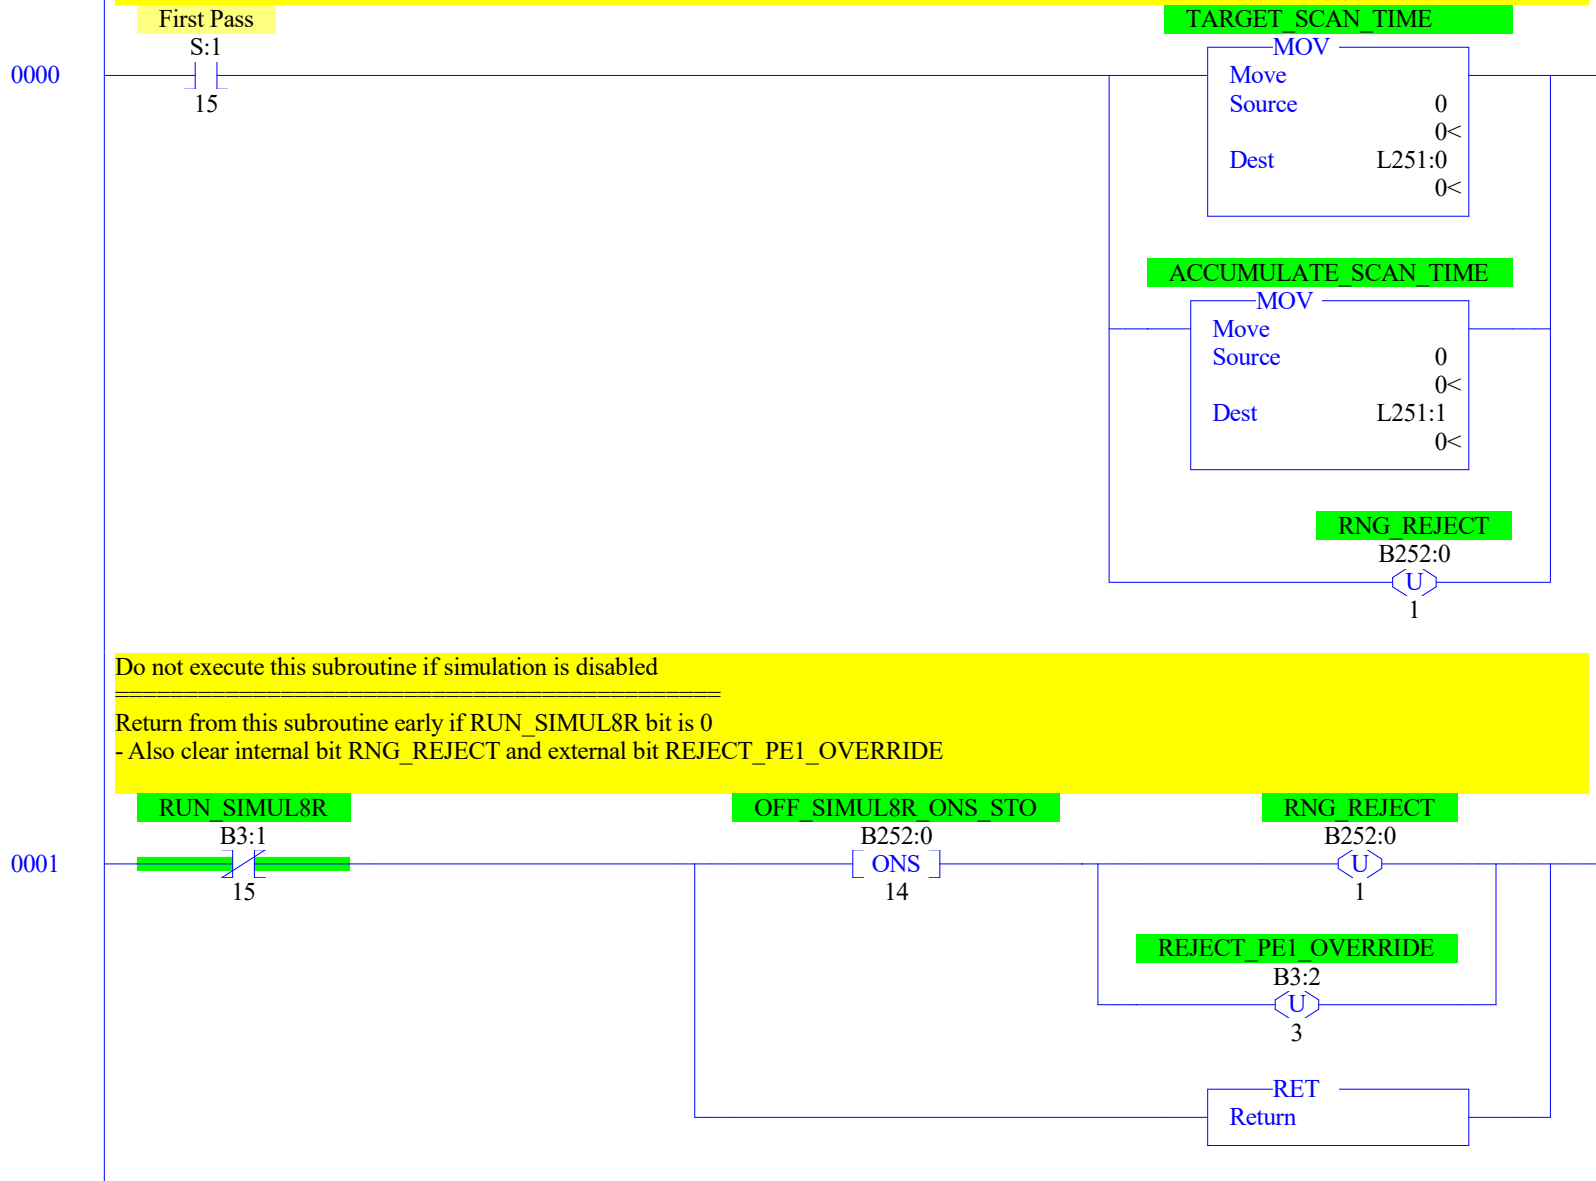 First Pass
S:1
15
0000
TARGET_SCAN_TIME
MOV
Move
Source 0
0<
Dest L251:0
0<
ACCUMULATE_SCAN_TIME
MOV
Move
Source 0
0<
Dest L251:1
0<
RNG_REJECT
B252:0
U
1
Do not execute this subroutine if simulation is disabled
============================================
Return from this subroutine early if RUN_SIMUL8R bit is 0
- Also clear internal bit RNG_REJECT and external bit REJECT_PE1_OVERRIDE
0001
RUN_SIMUL8R
B3:1
15
OFF_SIMUL8R_ONS_STO
B252:0
ONS
14
RNG_REJECT
B252:0
U
1
REJECT_PE1_OVERRIDE
B3:2
U
3
RET
Return